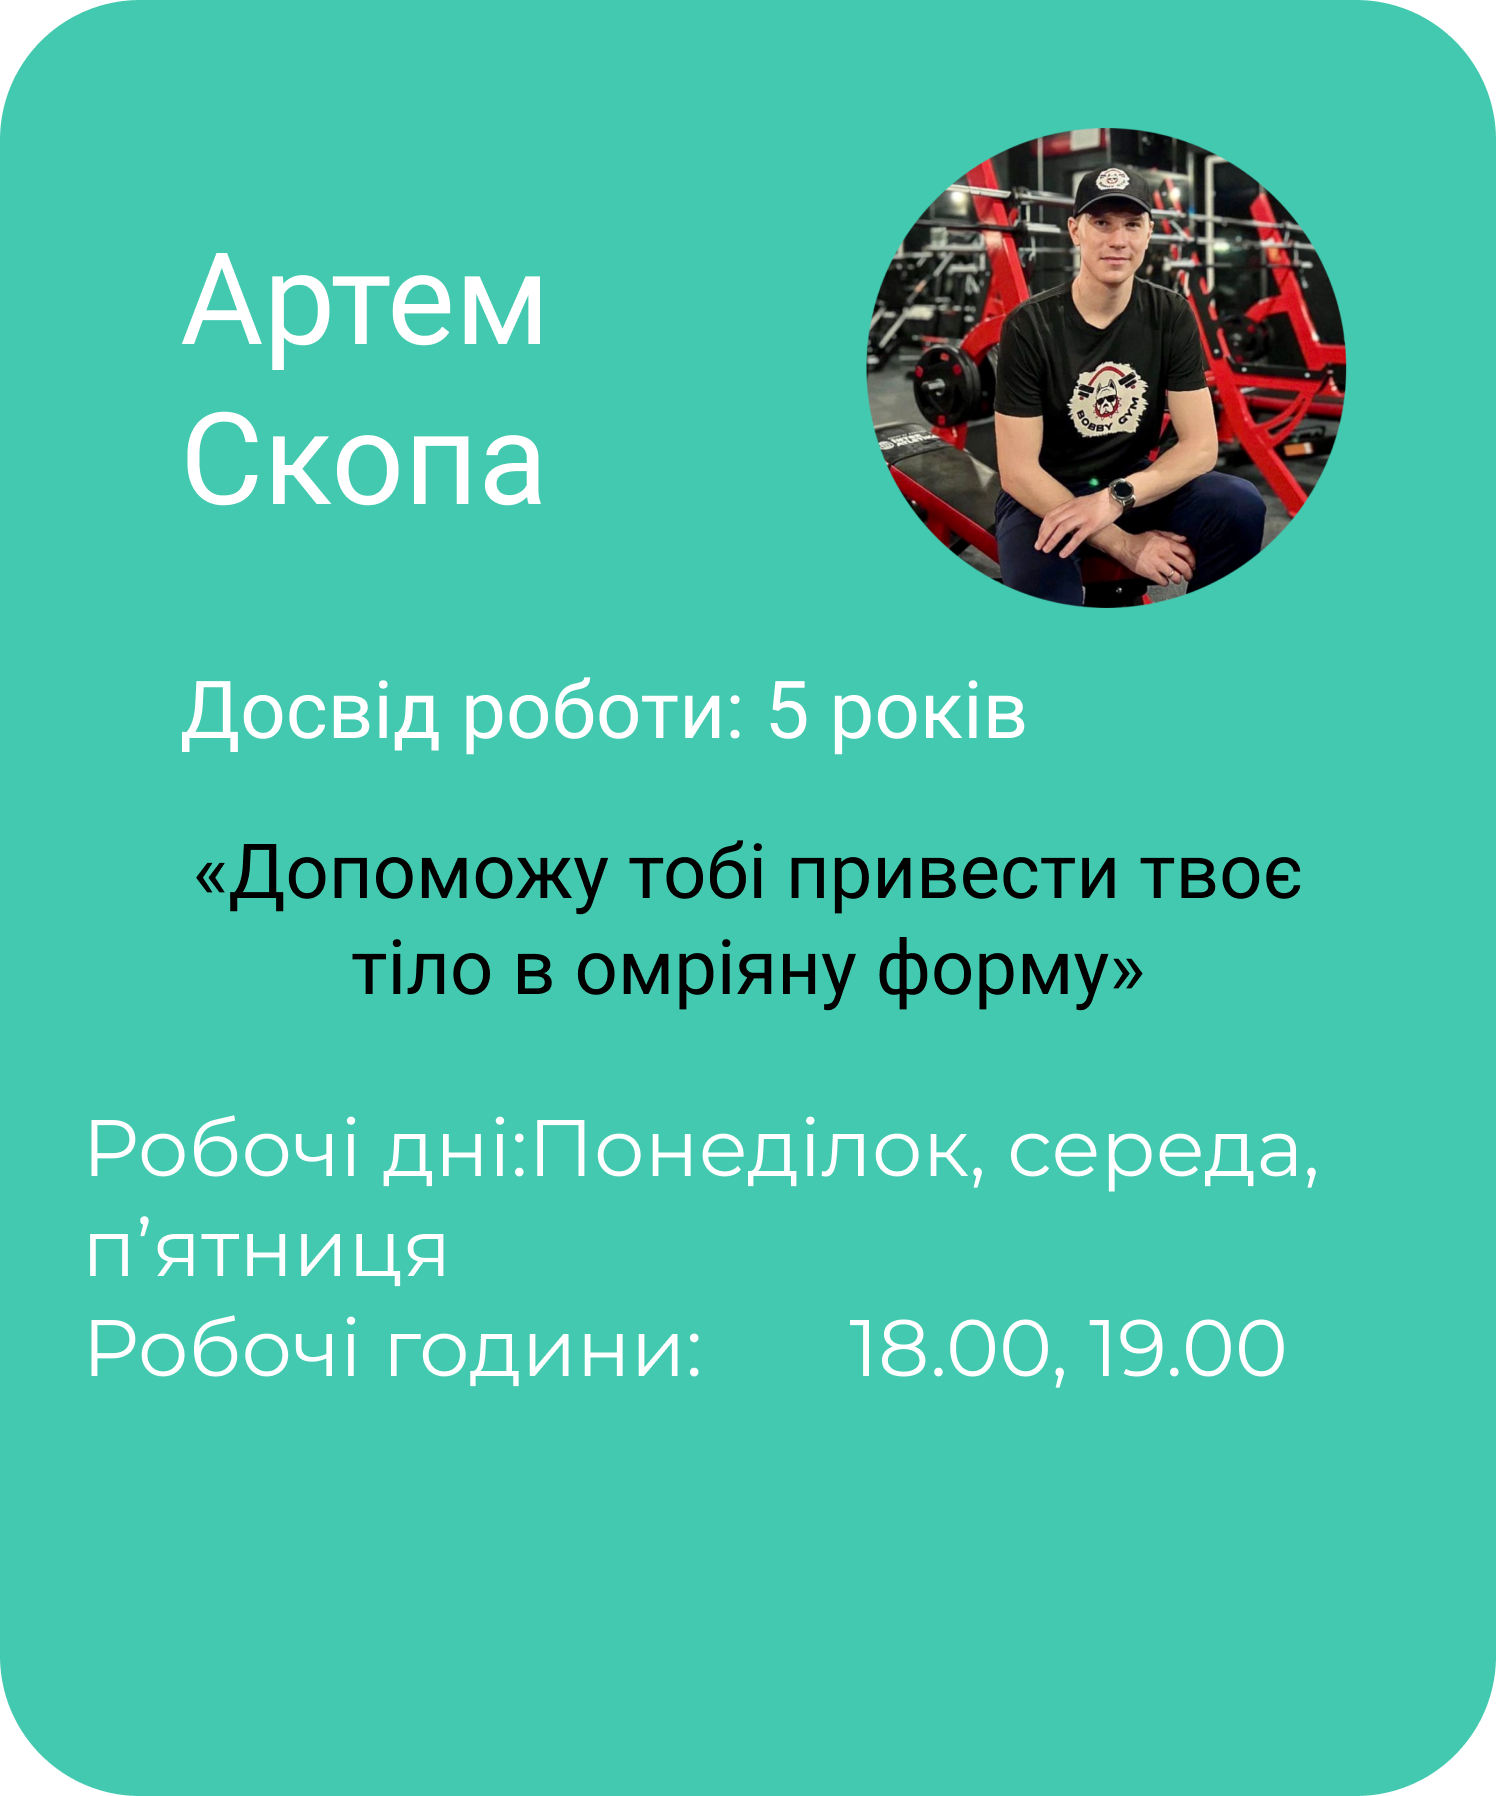 Артем
Скопа
BOBBY GYM
Досвід роботи: 5 років
«Допоможу тобі привести твоє
тіло в омріяну форму»
Робочі дні:Понеділок, середа,
п’ятниця
Робочі години: 18.00, 19.00